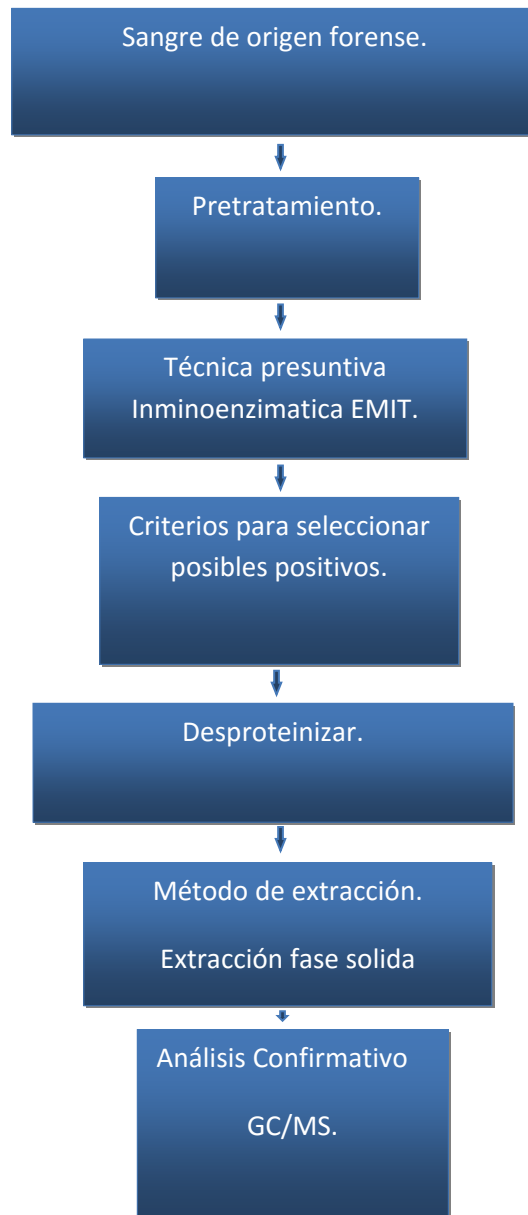 Sangre de origen forense.
Pretratamiento.
Técnica presuntiva
Inminoenzimatica EMIT.
Criterios para seleccionar
posibles positivos.
Desproteinizar.
Método de extracción.
Extracción fase solida
Análisis Confirmativo
GC/MS.